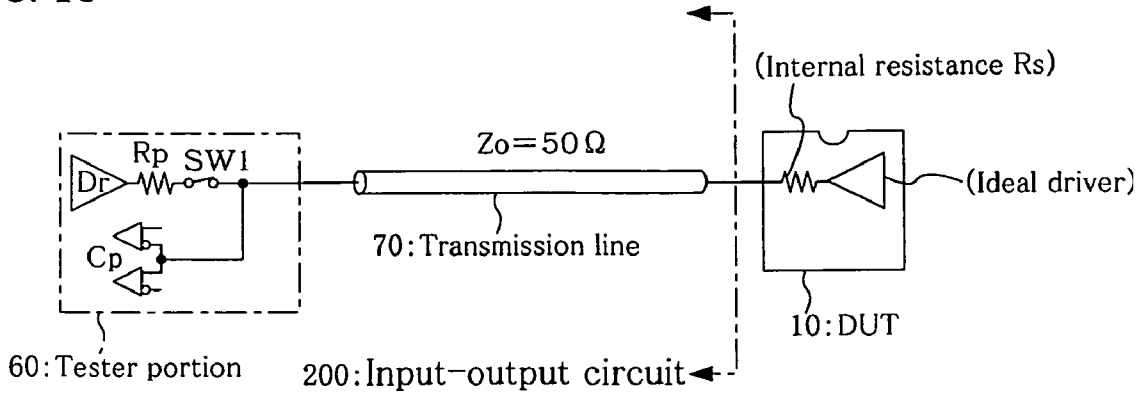 (Internal resistance Rs)
Zo=50Ω
Rp
SW1
Dr
(Ideal driver)
70:Transmission line
Cp
10:DUT
60:Tester portion
200:Input-output circuit